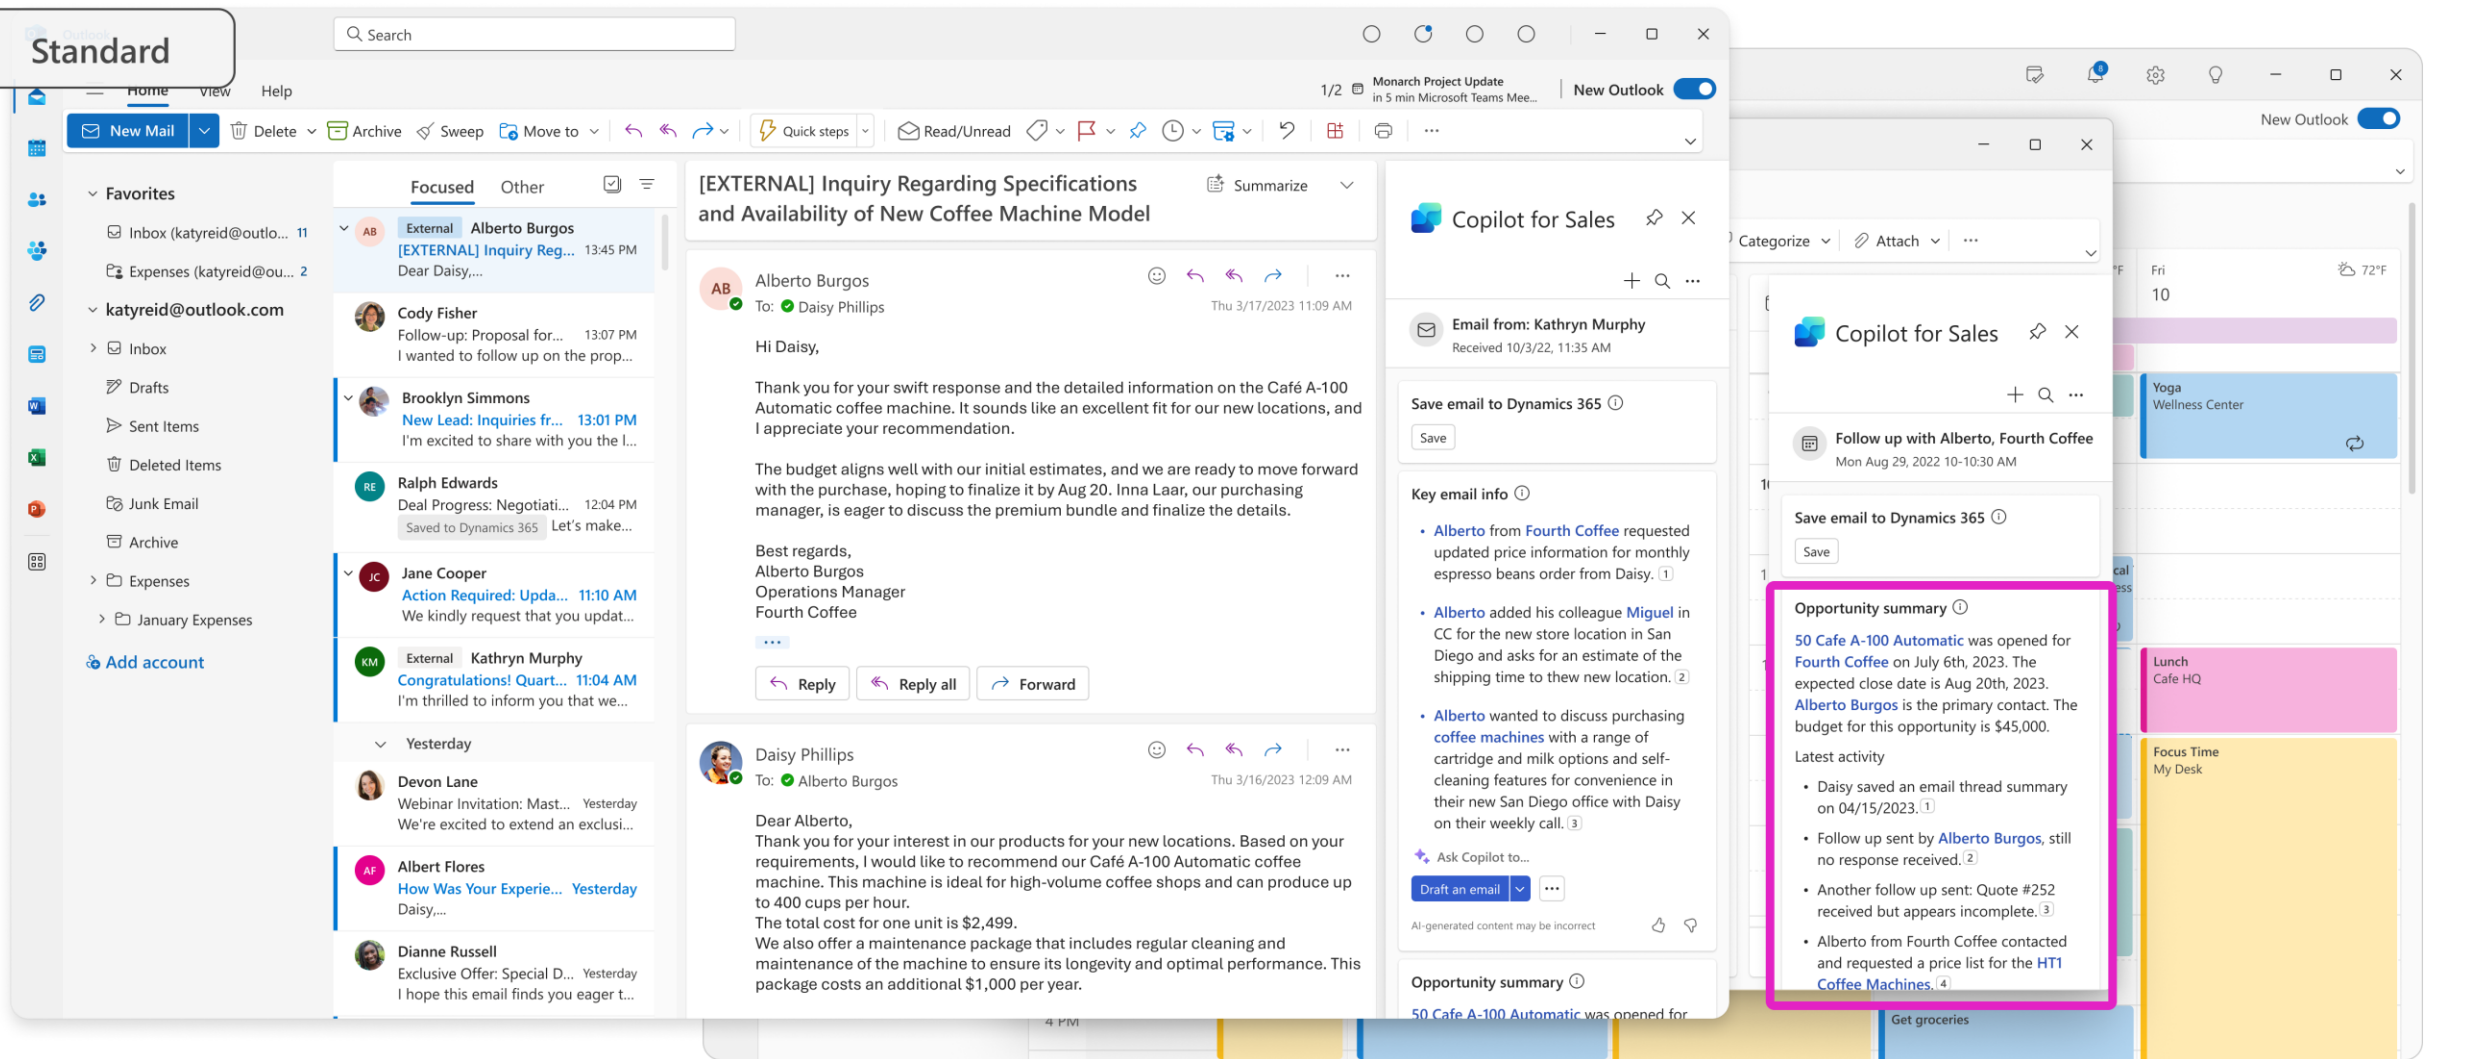 Standard
Outlook
Search
Home View Help
1/2 Monarch Project Update
in 5 min Microsoft Teams Mee...
New Outlook
New Mail Delete Archive Sweep Move to Quick steps Read/Unread ...
Favorites
Inbox (katyreid@outlo... 11
Expenses (katyreid@ou... 2
katyreid@outlook.com
Inbox
Drafts
Sent Items
Deleted Items
Junk Email
Archive
Expenses
January Expenses
Add account
Focused Other
AB External Alberto Burgos
[EXTERNAL] Inquiry Reg... 13:45 PM
Dear Daisy,...
Cody Fisher
Follow-up: Proposal for... 13:07 PM
I wanted to follow up on the prop...
Brooklyn Simmons
New Lead: Inquiries fr... 13:01 PM
I'm excited to share with you the l...
RE Ralph Edwards
Deal Progress: Negotiati... 12:04 PM
Saved to Dynamics 365 Let's make...
JC Jane Cooper
Action Required: Upda... 11:10 AM
We kindly request that you updat...
KM External Kathryn Murphy
Congratulations! Quart... 11:04 AM
I'm thrilled to inform you that we...
Yesterday
Devon Lane
Webinar Invitation: Mast... Yesterday
We're excited to extend an exclusi...
AF Albert Flores
How Was Your Experie... Yesterday
Daisy,...
Dianne Russell
Exclusive Offer: Special D... Yesterday
I hope this email finds you eager t...
[EXTERNAL] Inquiry Regarding Specifications
and Availability of New Coffee Machine Model
Summarize
AB Alberto Burgos
To: Daisy Phillips
Thu 3/17/2023 11:09 AM
Hi Daisy,
Thank you for your swift response and the detailed information on the Café A-100
Automatic coffee machine. It sounds like an excellent fit for our new locations, and
I appreciate your recommendation.
The budget aligns well with our initial estimates, and we are ready to move forward
with the purchase, hoping to finalize it by Aug 20. Inna Laar, our purchasing
manager, is eager to discuss the premium bundle and finalize the details.
Best regards,
Alberto Burgos
Operations Manager
Fourth Coffee
...
Reply Reply all Forward
Daisy Phillips
To: Alberto Burgos
Thu 3/16/2023 12:09 AM
Dear Alberto,
Thank you for your interest in our products for your new locations. Based on your
requirements, I would like to recommend our Café A-100 Automatic coffee
machine. This machine is ideal for high-volume coffee shops and can produce up
to 400 cups per hour.
The total cost for one unit is $2,499.
We also offer a maintenance package that includes regular cleaning and
maintenance of the machine to ensure its longevity and optimal performance. This
package costs an additional $1,000 per year.
Copilot for Sales
Email from: Kathryn Murphy
Received 10/3/22, 11:35 AM
Save email to Dynamics 365
Save
Key email info
• Alberto from Fourth Coffee requested
updated price information for monthly
espresso beans order from Daisy. 1
• Alberto added his colleague Miguel in
CC for the new store location in San
Diego and asks for an estimate of the
shipping time to thew new location. 2
• Alberto wanted to discuss purchasing
coffee machines with a range of
cartridge and milk options and self-
cleaning features for convenience in
their new San Diego office with Daisy
on their weekly call. 3
Ask Copilot to...
Draft an email ...
AI-generated content may be incorrect
Opportunity summary
50 Cafe A-100 Automatic was opened for
Categorize Attach ...
Copilot for Sales
Follow up with Alberto, Fourth Coffee
Mon Aug 29, 2022 10-10:30 AM
Save email to Dynamics 365
Save
Opportunity summary
50 Cafe A-100 Automatic was opened for
Fourth Coffee on July 6th, 2023. The
expected close date is Aug 20th, 2023.
Alberto Burgos is the primary contact. The
budget for this opportunity is $45,000.
Latest activity
• Daisy saved an email thread summary
on 04/15/2023. 1
• Follow up sent by Alberto Burgos, still
no response received. 2
• Another follow up sent: Quote #252
received but appears incomplete. 3
• Alberto from Fourth Coffee contacted
and requested a price list for the HT1
Coffee Machines. 4
8
New Outlook
°F Fri 72°F
10
Yoga
Wellness Center
Lunch
Cafe HQ
Focus Time
My Desk
4 PM
Get groceries